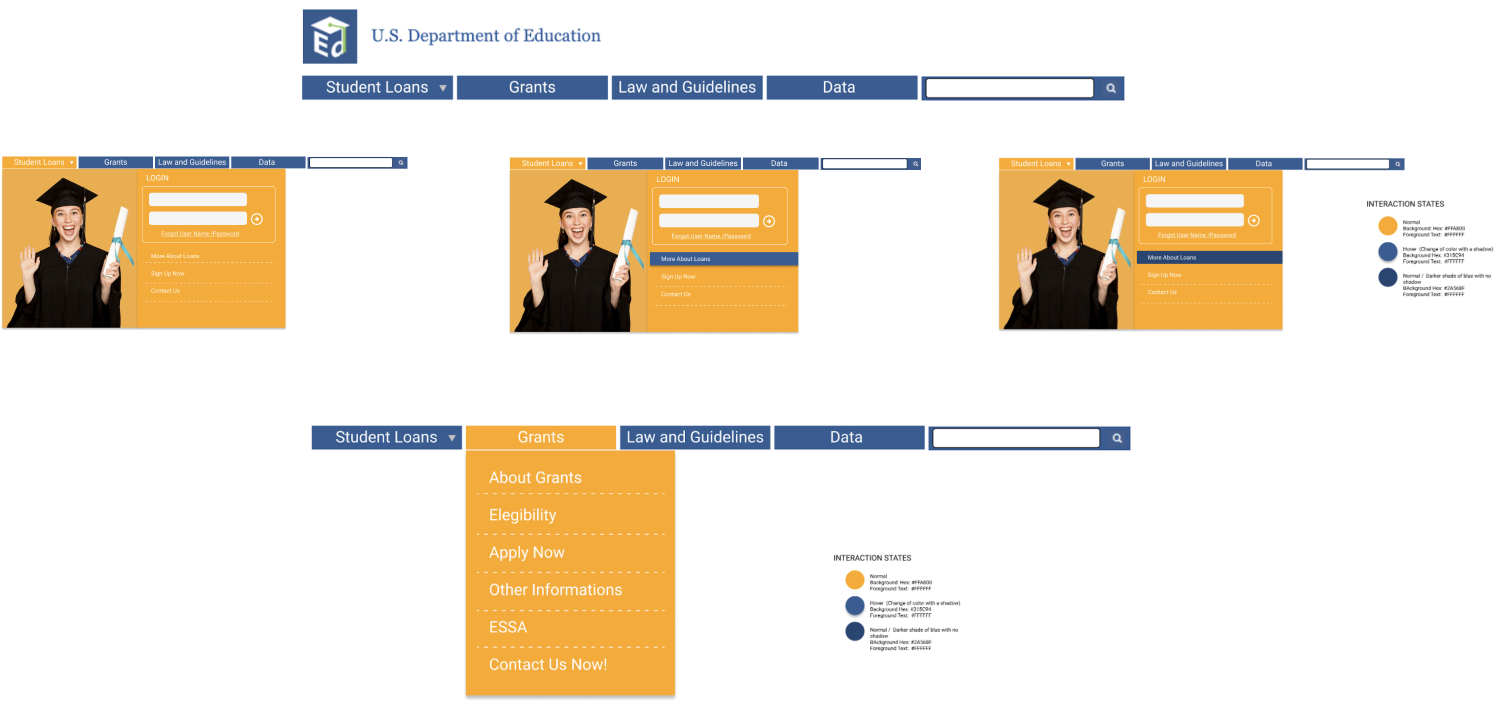 Ed
U.S. Department of Education
Student Loans
Grants
Law and Guidelines
Data
Student Loans
Grants
Law and Guidelines
Data
LOGIN
Forgot User Name /Password
More About Loans
Sign Up Now
Contact Us
Student Loans
Grants
Law and Guidelines
Data
LOGIN
Forgot User Name /Password
More About Loans
Sign Up Now
Contact Us
Student Loans
Grants
Law and Guidelines
Data
LOGIN
Forgot User Name /Password
More About Loans
Sign Up Now
Contact Us
INTERACTION STATES
Normal
Background: Hex: #FFA800
Foreground Text: #FFFFFF
Hover: (Change of color with a shadow)
Background Hex: #315C94
Foreground Text: #FFFFFF
Normal / Darker shade of blue with no
shadow
BAckground Hex: #2A568F
Foreground Text: #FFFFFF
Student Loans
Grants
Law and Guidelines
Data
About Grants
Elegibility
Apply Now
Other Informations
ESSA
Contact Us Now!
INTERACTION STATES
Normal
Background: Hex: #FFA800
Foreground Text: #FFFFFF
Hover: (Change of color with a shadow)
Background Hex: #315C94
Foreground Text: #FFFFFF
Normal / Darker shade of blue with no
shadow
BAckground Hex: #2A568F
Foreground Text: #FFFFFF